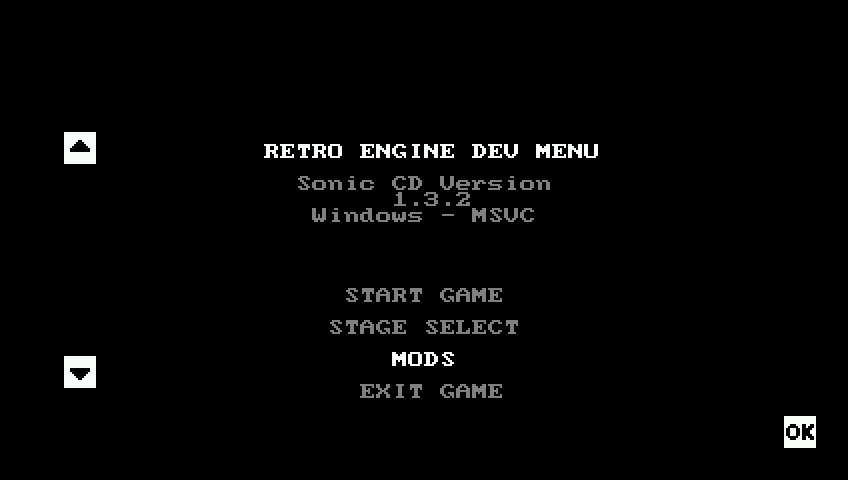 RETRO ENGINE DEV MENU
Sonic CD Version
1.3.2
Windows - MSVC
START GAME
STAGE SELECT
MODS
EXIT GAME
OK